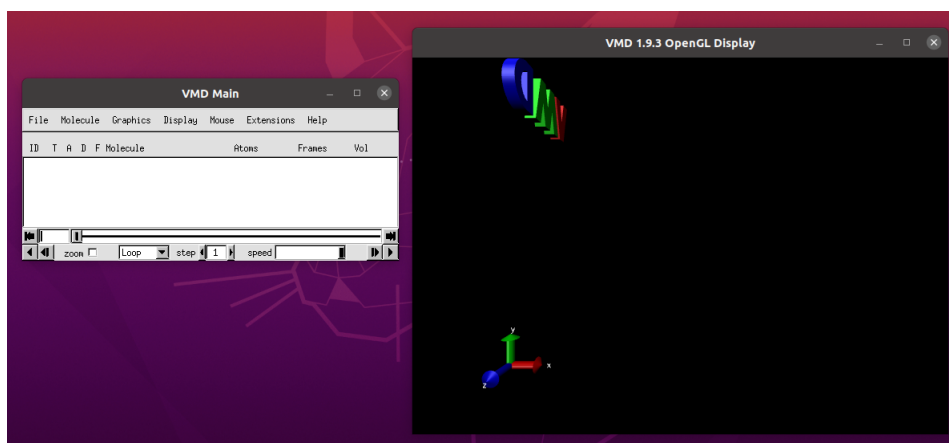 VMD 1.9.3 OpenGL Display
VMD Main
File Molecule Graphics Display Mouse Extensions Help
ID T A D F Molecule Atoms Frames Vol
zoom Loop step 1 speed
y
x
z